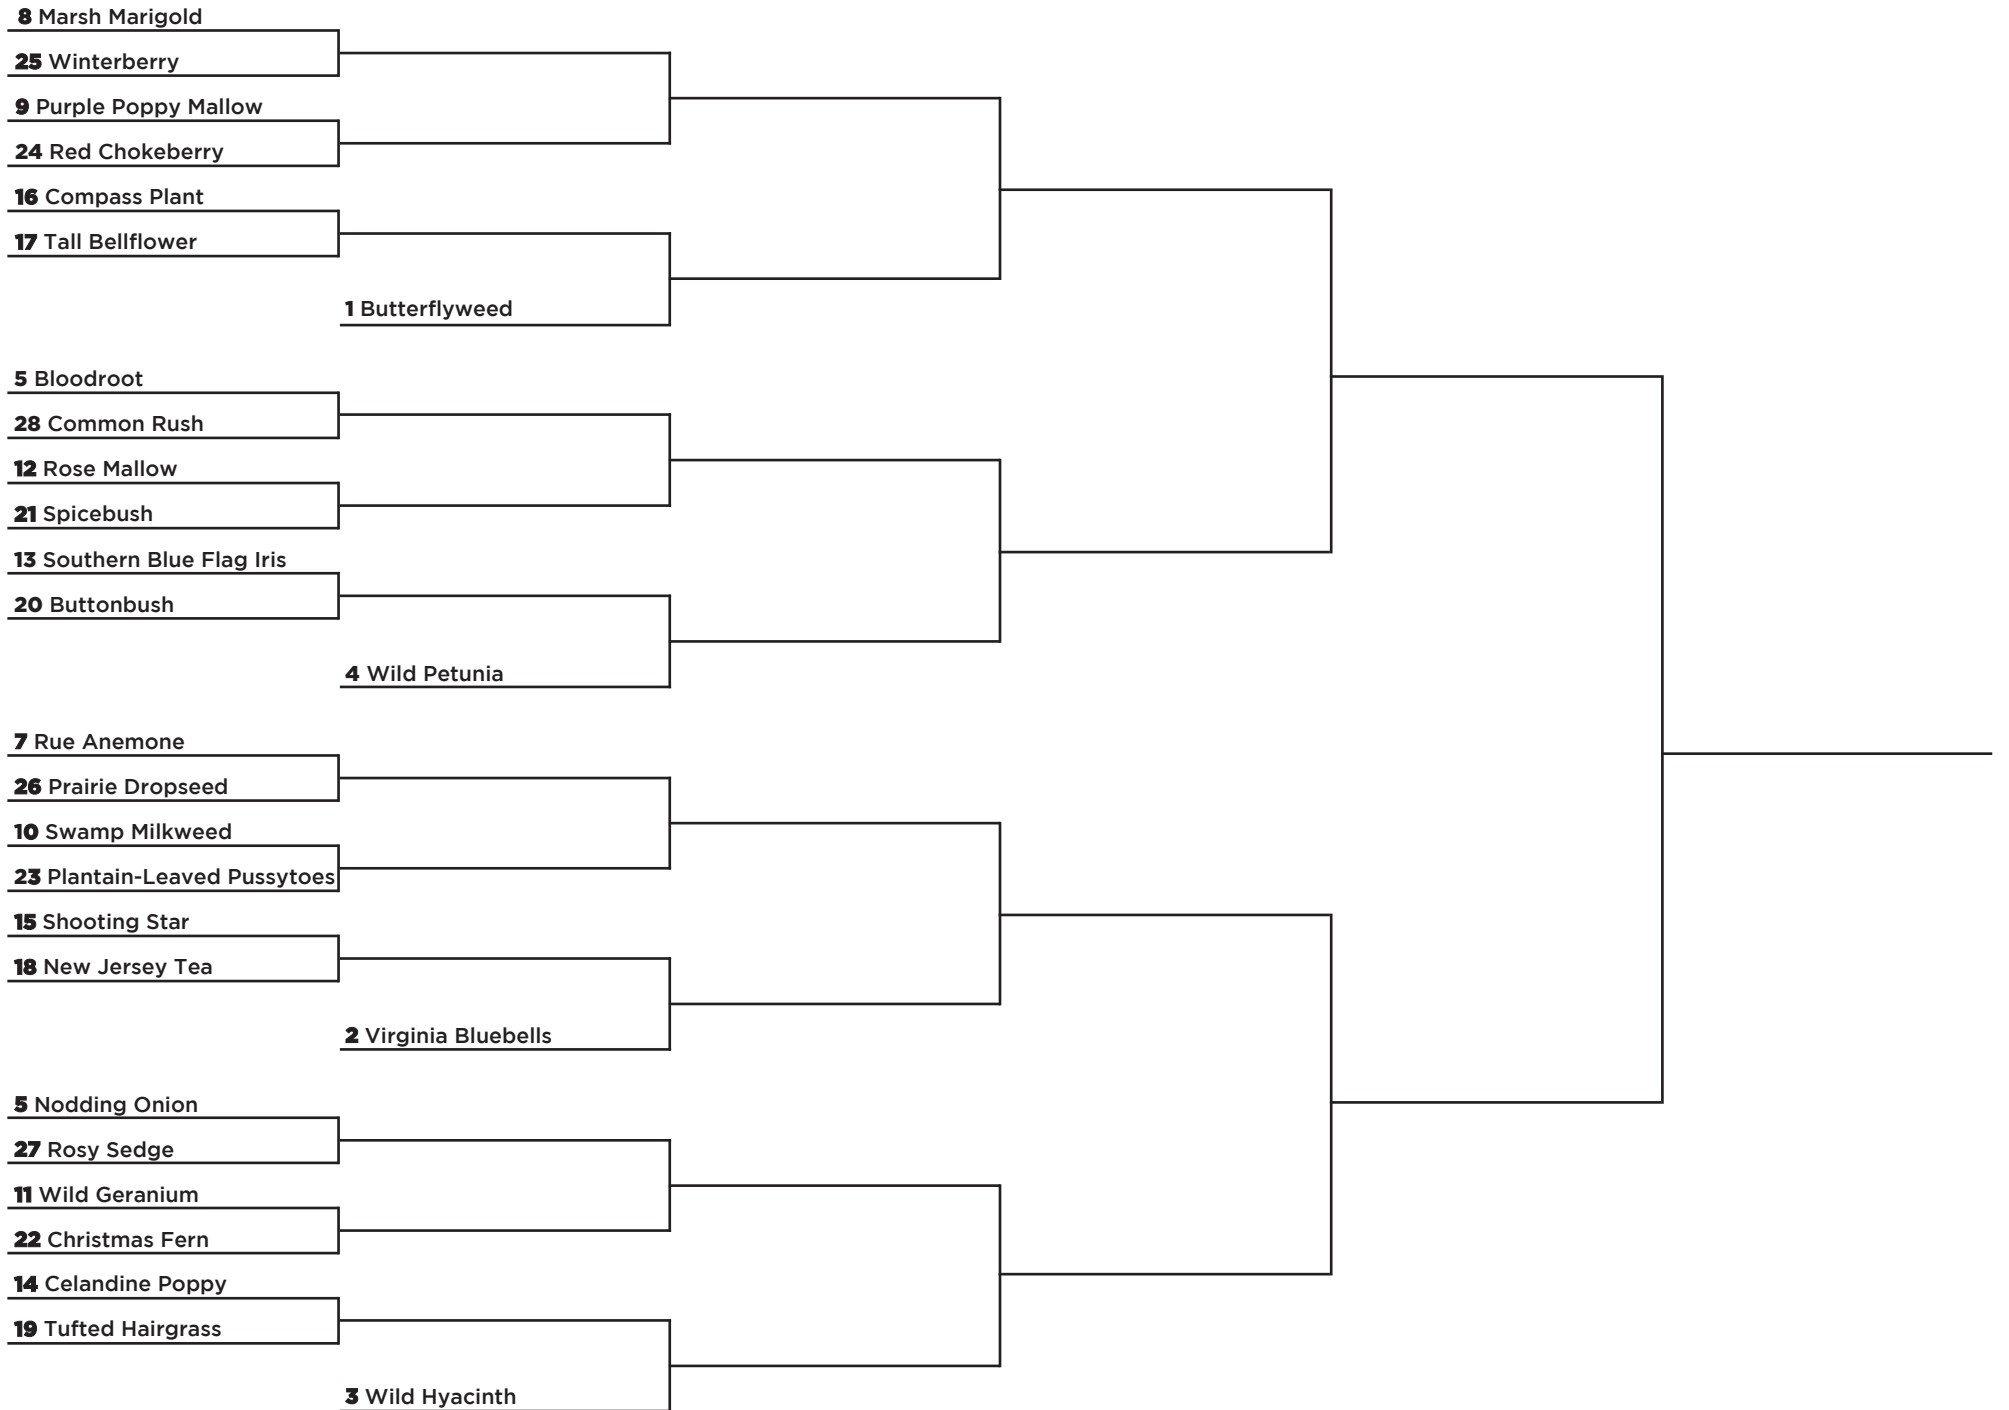 8 Marsh Marigold
25 Winterberry
9 Purple Poppy Mallow
24 Red Chokeberry
16 Compass Plant
17 Tall Bellflower
1 Butterflyweed
5 Bloodroot
28 Common Rush
12 Rose Mallow
21 Spicebush
13 Southern Blue Flag Iris
20 Buttonbush
4 Wild Petunia
7 Rue Anemone
26 Prairie Dropseed
10 Swamp Milkweed
23 Plantain-Leaved Pussytoes
15 Shooting Star
18 New Jersey Tea
2 Virginia Bluebells
5 Nodding Onion
27 Rosy Sedge
11 Wild Geranium
22 Christmas Fern
14 Celandine Poppy
19 Tufted Hairgrass
3 Wild Hyacinth